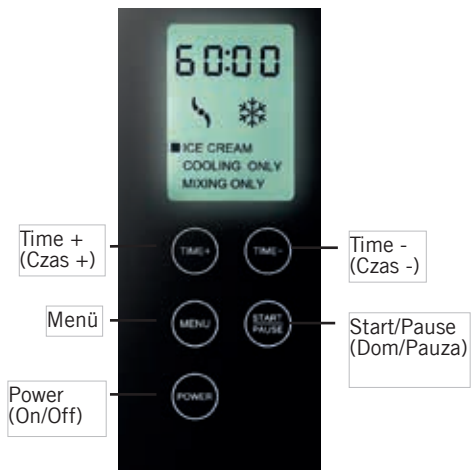 60:00
ICE CREAM
COOLING ONLY
MIXING ONLY
Time +
(Czas +)
TIME+
TIME-
Time -
(Czas -)
Menü
MENU
START
PAUSE
Start/Pause
(Dom/Pauza)
Power
(On/Off)
POWER